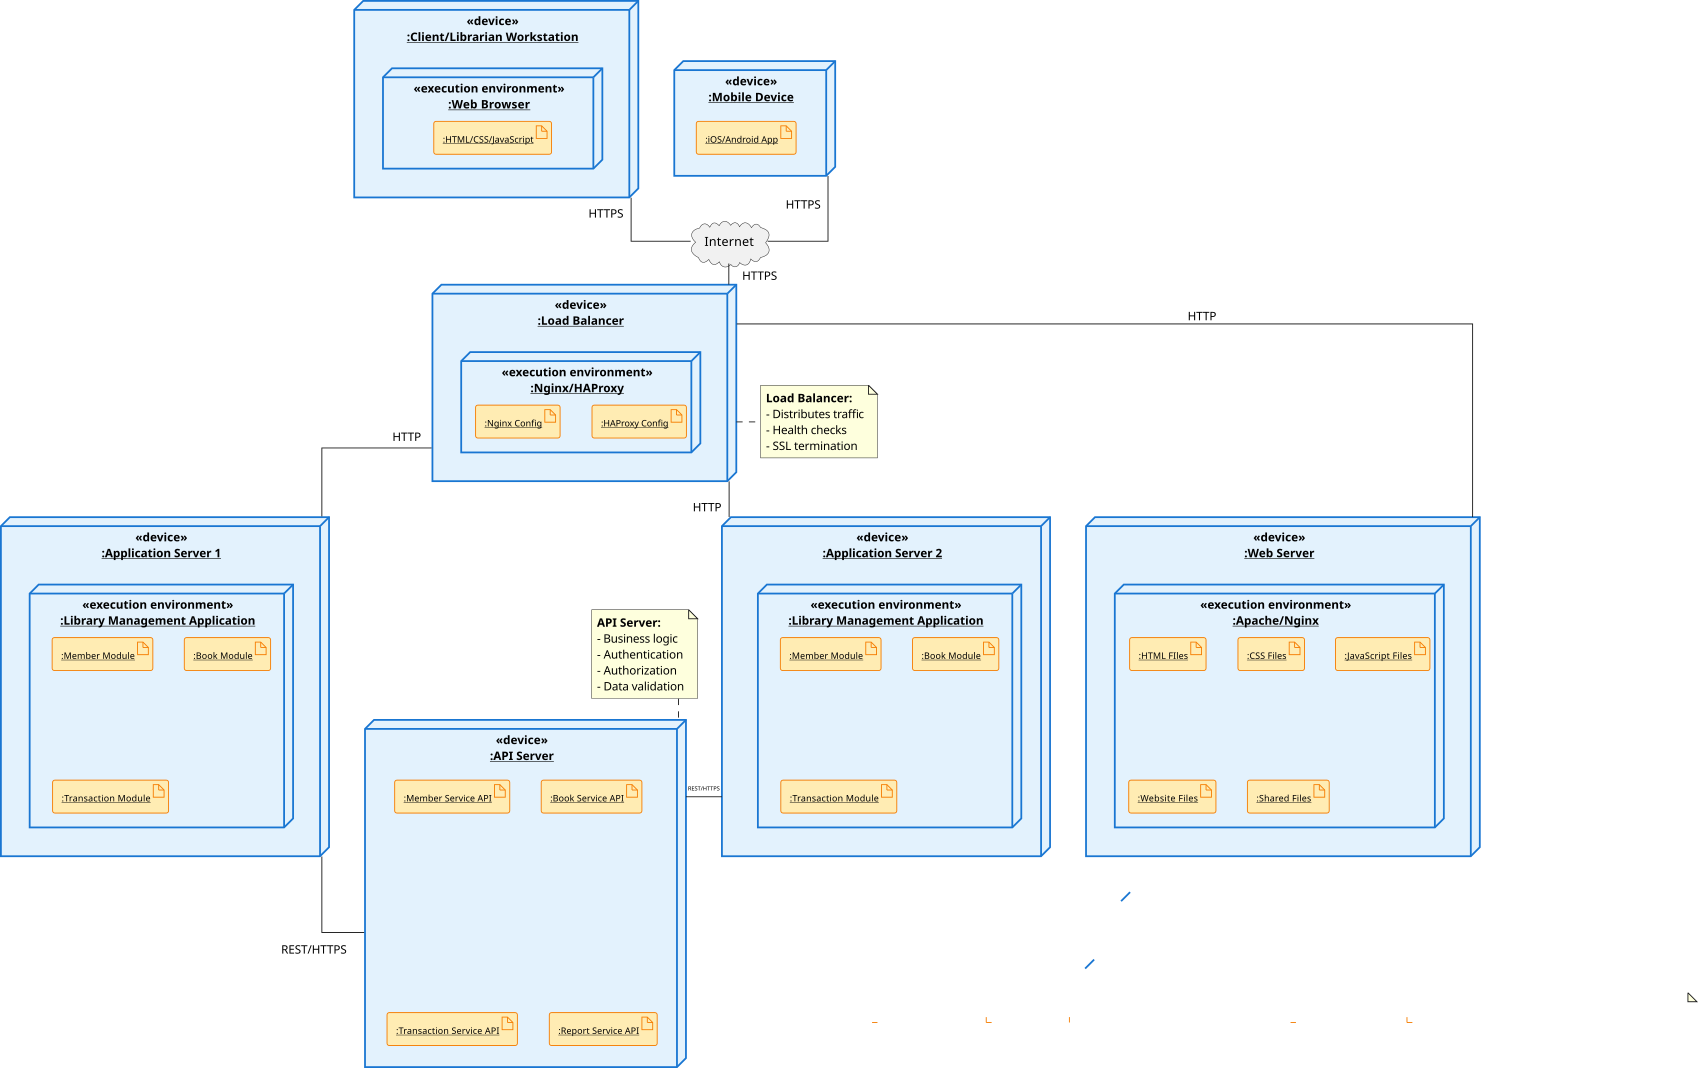 «device»
:Client/Librarian Workstation
«execution environment»
:Web Browser
:HTML/CSS/JavaScript
«device»
:Mobile Device
:iOS/Android App
HTTPS
HTTPS
Internet
HTTPS
«device»
:Load Balancer
«execution environment»
:Nginx/HAProxy
:Nginx Config
:HAProxy Config
HTTP
Load Balancer:
- Distributes traffic
- Health checks
- SSL termination
HTTP
HTTP
«device»
:Application Server 1
«execution environment»
:Library Management Application
:Member Module
:Book Module
:Transaction Module
API Server:
- Business logic
- Authentication
- Authorization
- Data validation
«device»
:Application Server 2
«execution environment»
:Library Management Application
:Member Module
:Book Module
:Transaction Module
«device»
:Web Server
«execution environment»
:Apache/Nginx
:HTML FIles
:CSS Files
:JavaScript Files
:Website Files
:Shared Files
«device»
:API Server
:Member Service API
:Book Service API
REST/HTTPS
REST/HTTPS
:Transaction Service API
:Report Service API